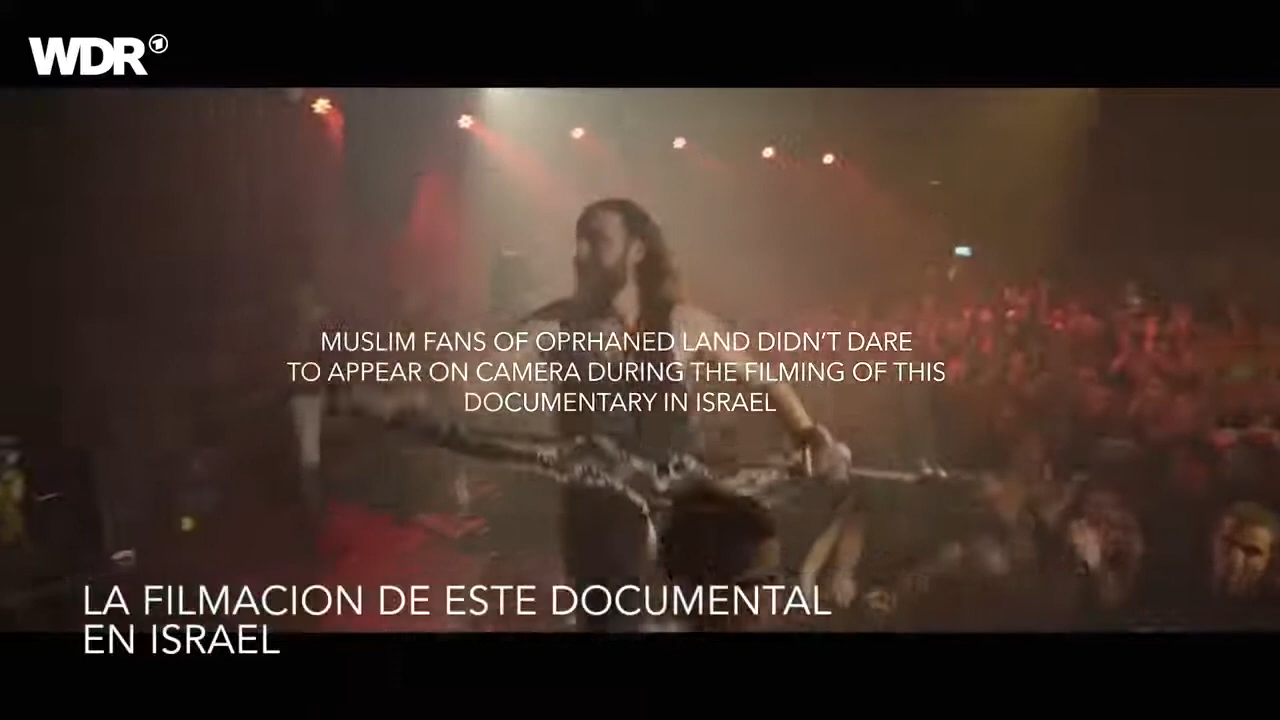 WDR
MUSLIM FANS OF OPRHANED LAND DIDN'T DARE
TO APPEAR ON CAMERA DURING THE FILMING OF THIS
DOCUMENTARY IN ISRAEL
LA FILMACION DE ESTE DOCUMENTAL
EN ISRAEL